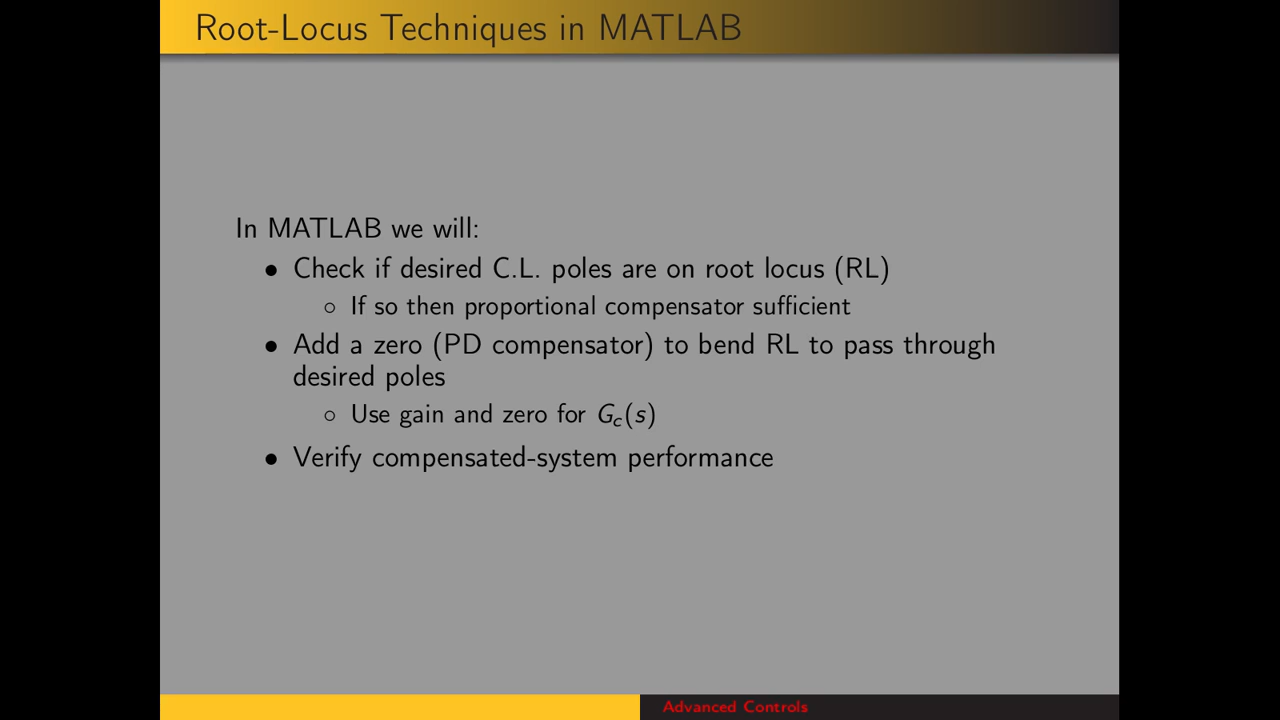 Root-Locus Techniques in MATLAB
In MATLAB we will:
• Check if desired C.L. poles are on root locus (RL)
○ If so then proportional compensator sufficient
• Add a zero (PD compensator) to bend RL to pass through
desired poles
○ Use gain and zero for G_c(s)
• Verify compensated-system performance
Advanced Controls